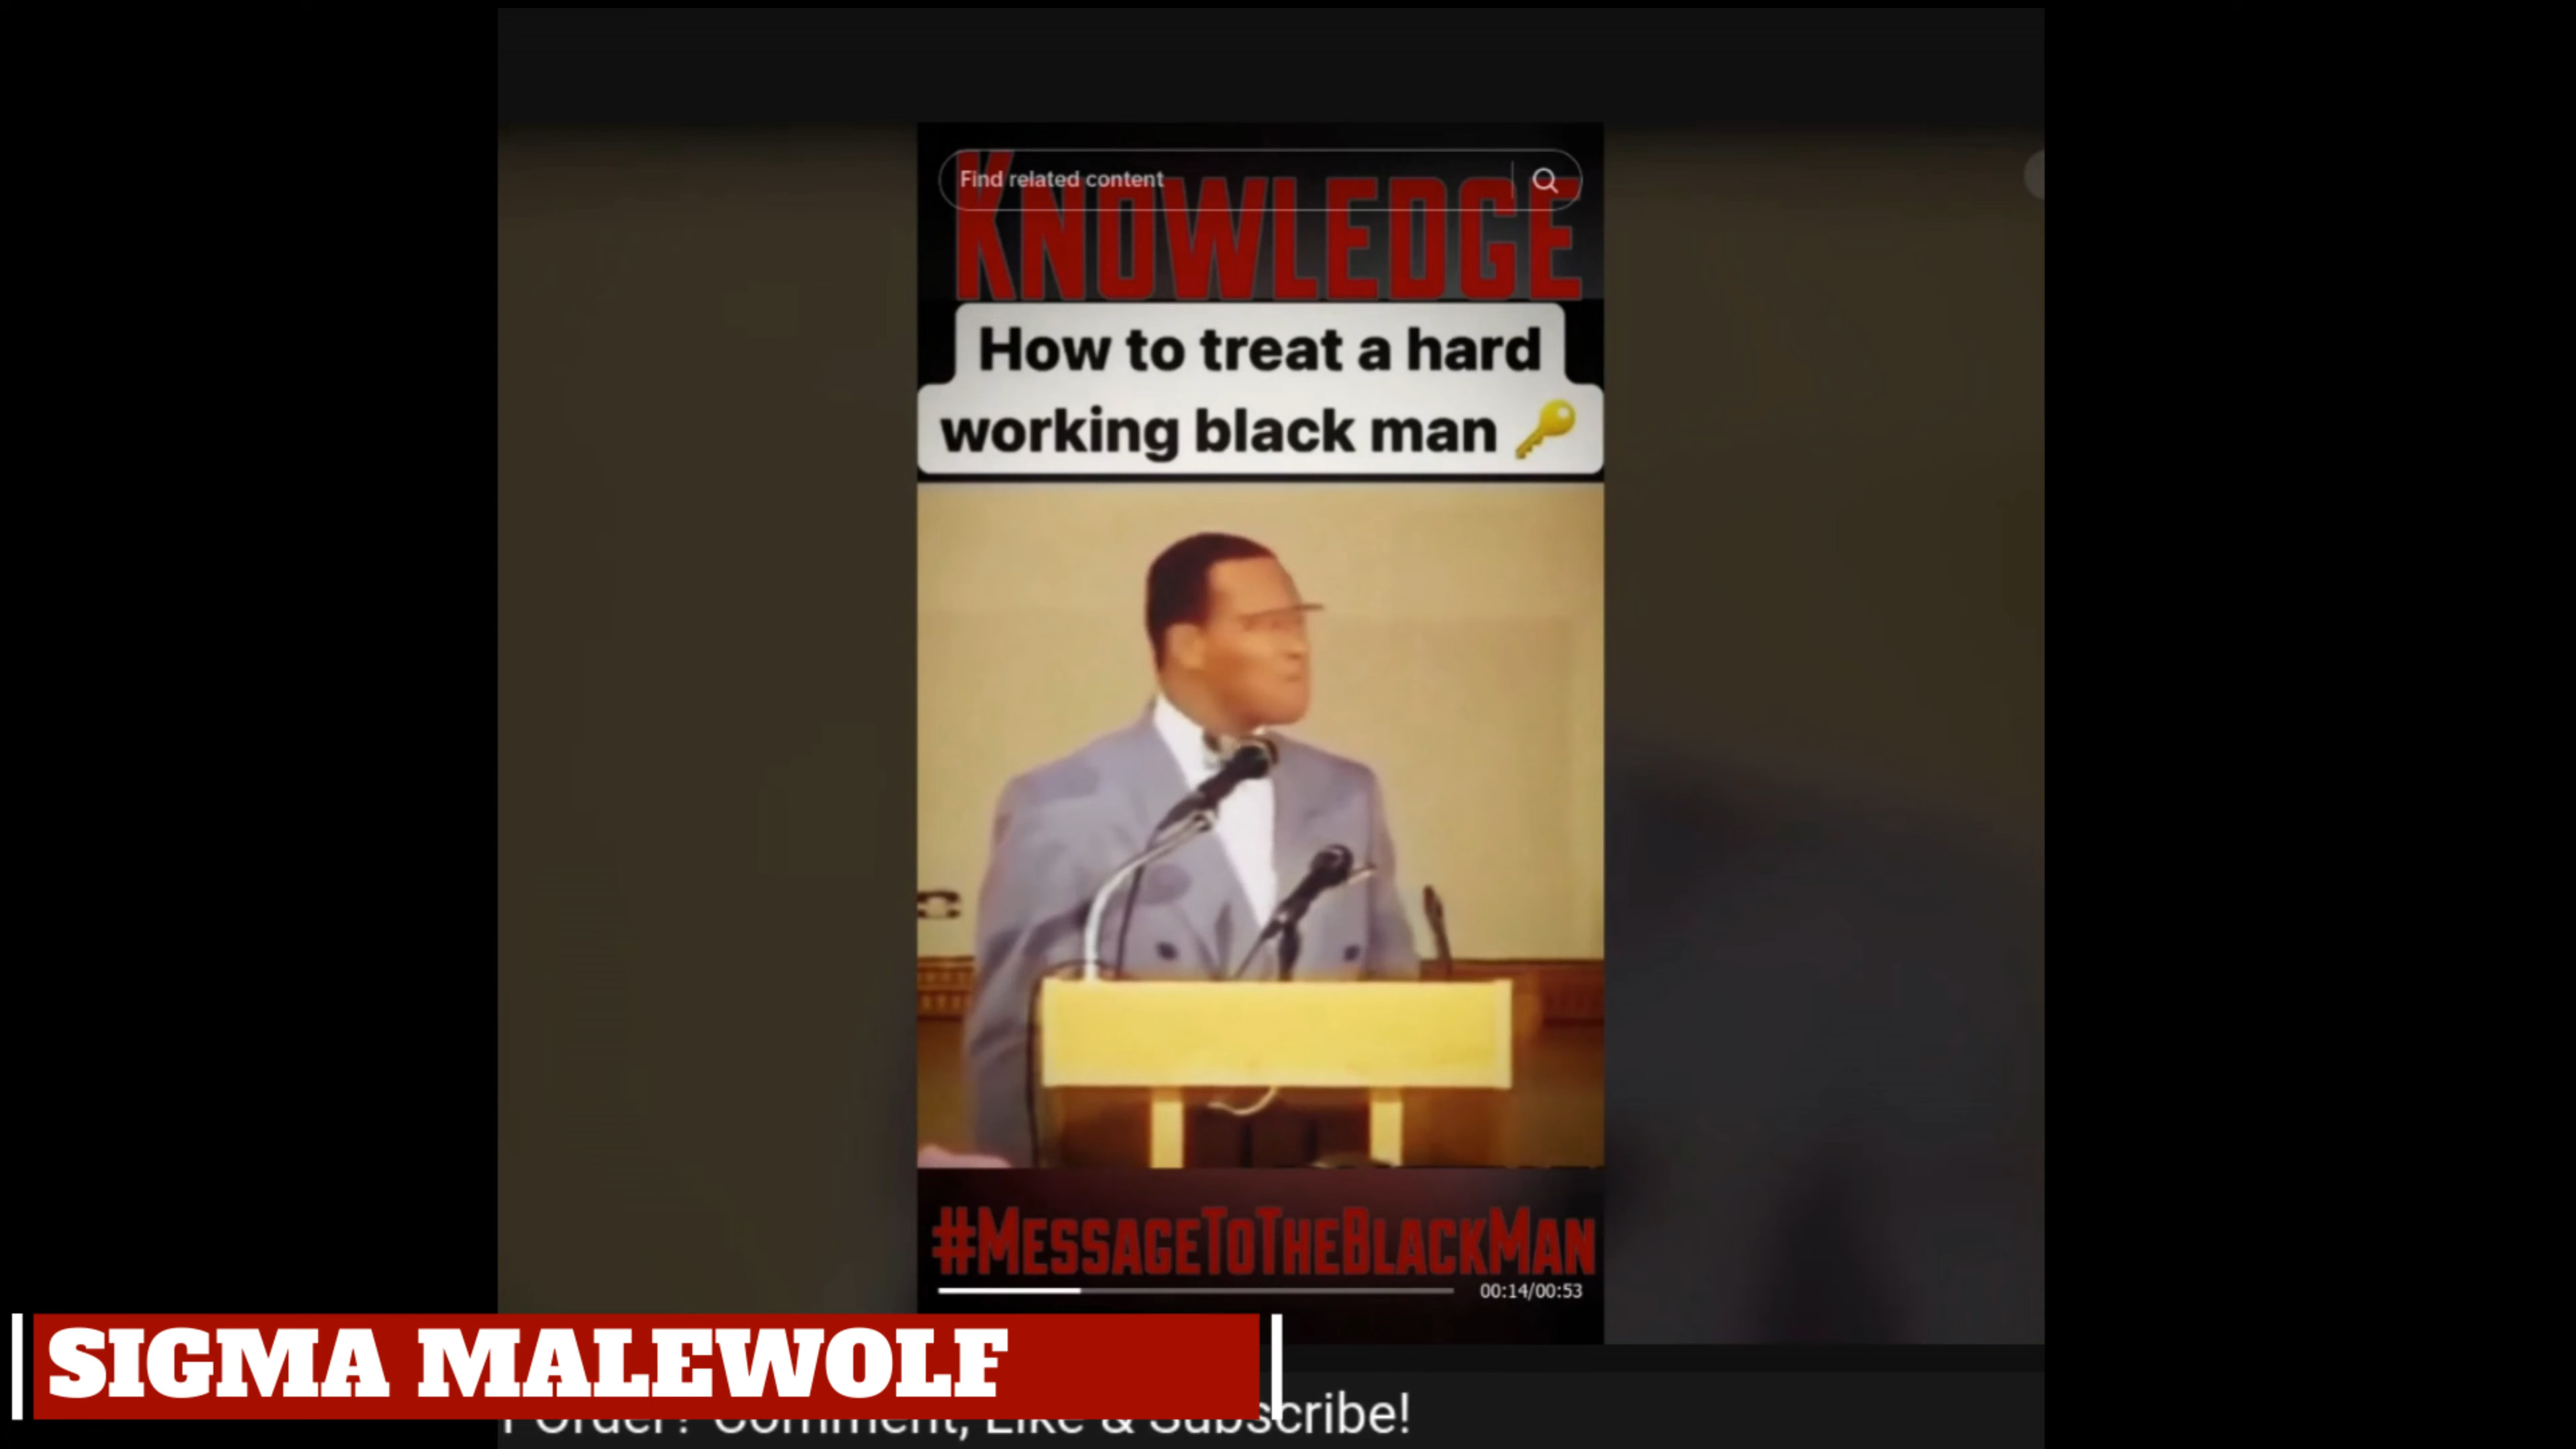 Find related content
KNOWLEDGE
How to treat a hard
working black man
#MESSAGETOTHEBLACKMAN
00:14/00:53
SIGMA MALEWOLF
Comment, Like & Subscribe!